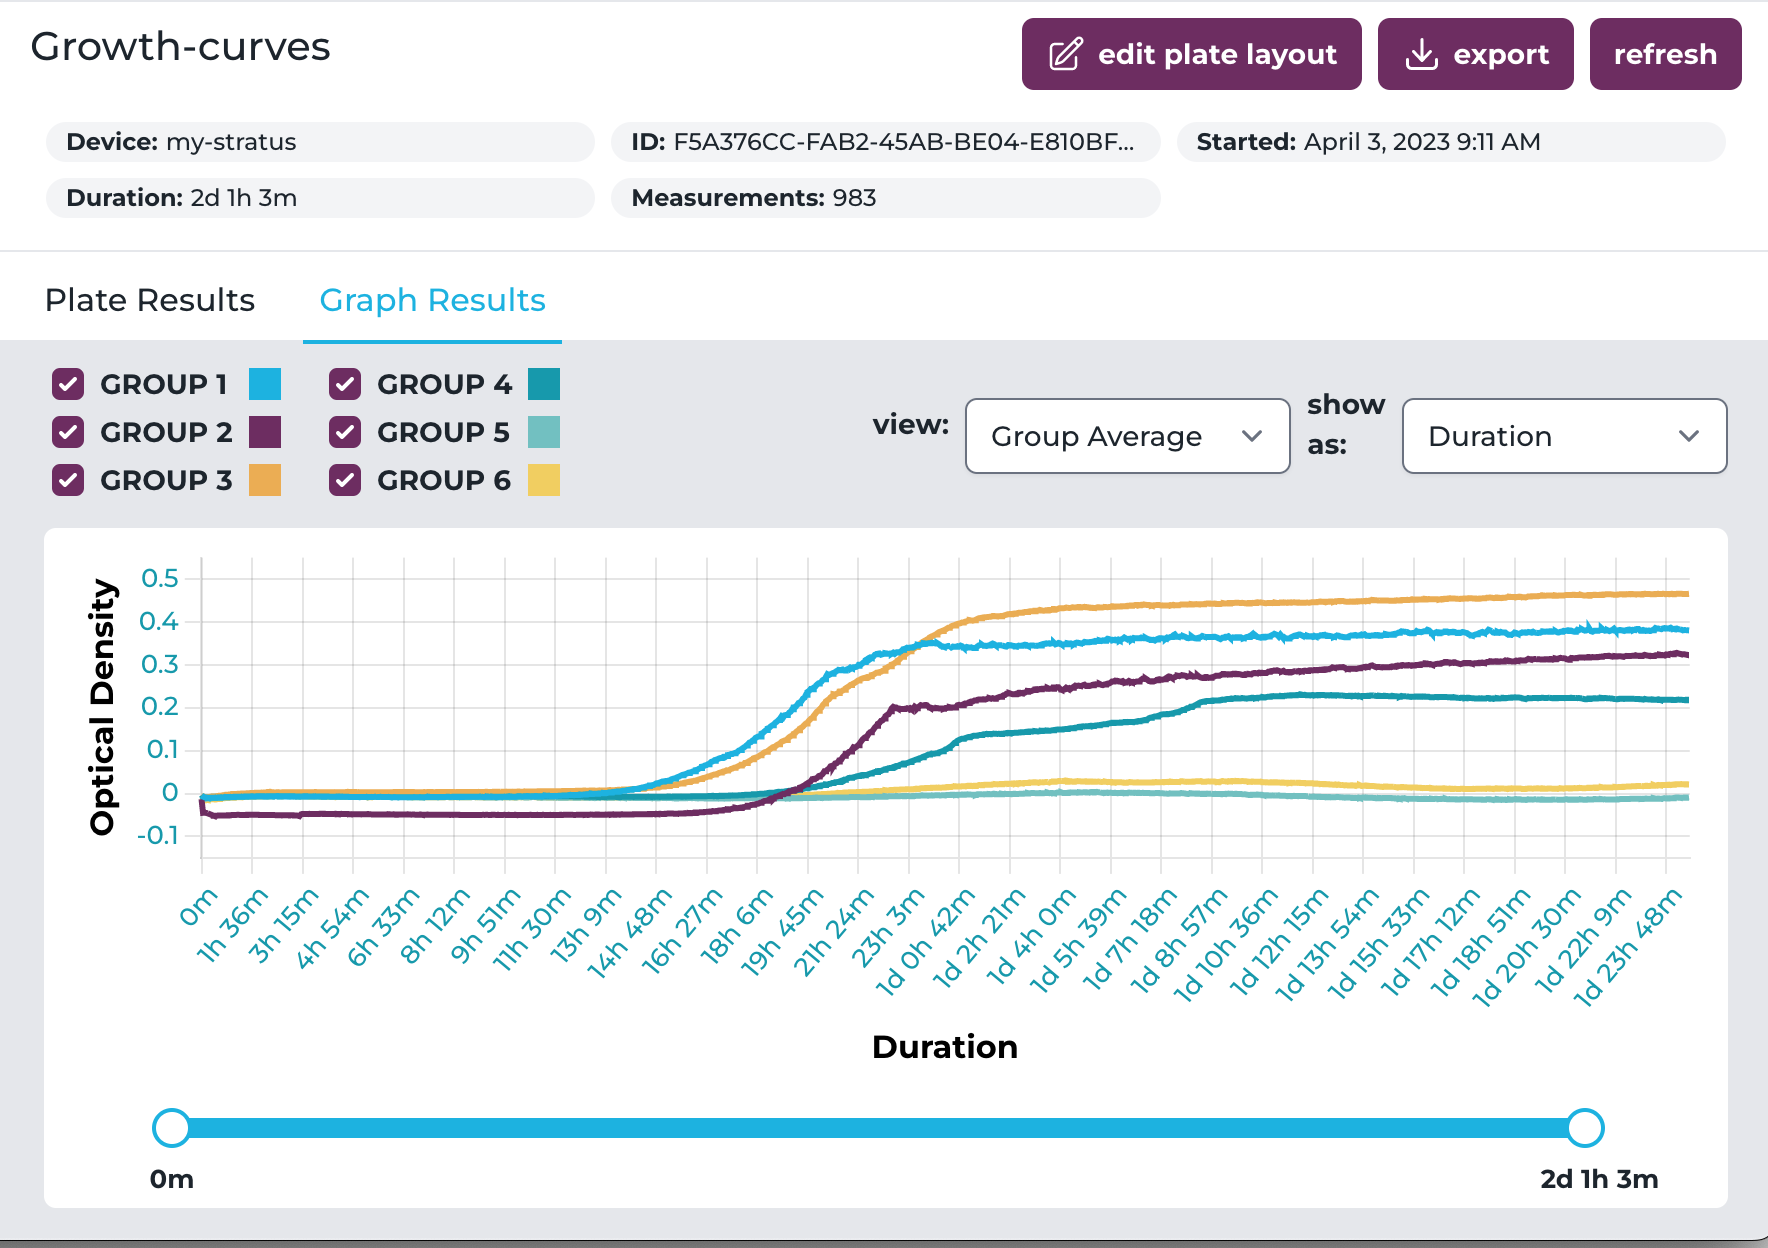 Growth-curves
edit plate layout
export
refresh
Device: my-stratus
ID: F5A376CC-FAB2-45AB-BE04-E810BF...
Started: April 3, 2023 9:11 AM
Duration: 2d 1h 3m
Measurements: 983
Plate Results
Graph Results
GROUP 1
GROUP 4
GROUP 2
GROUP 5
GROUP 3
GROUP 6
view:
Group Average
show
as:
Duration
Optical Density
0.5
0.4
0.3
0.2
0.1
0
-0.1
0m
1h 36m
3h 15m
4h 54m
6h 33m
8h 12m
9h 51m
11h 30m
13h 9m
14h 48m
16h 27m
18h 6m
19h 45m
21h 24m
23h 3m
1d 0h 42m
1d 2h 21m
1d 4h 0m
1d 5h 39m
1d 7h 18m
1d 8h 57m
1d 10h 36m
1d 12h 15m
1d 13h 54m
1d 15h 33m
1d 17h 12m
1d 18h 51m
1d 20h 30m
1d 22h 9m
1d 23h 48m
Duration
0m
2d 1h 3m